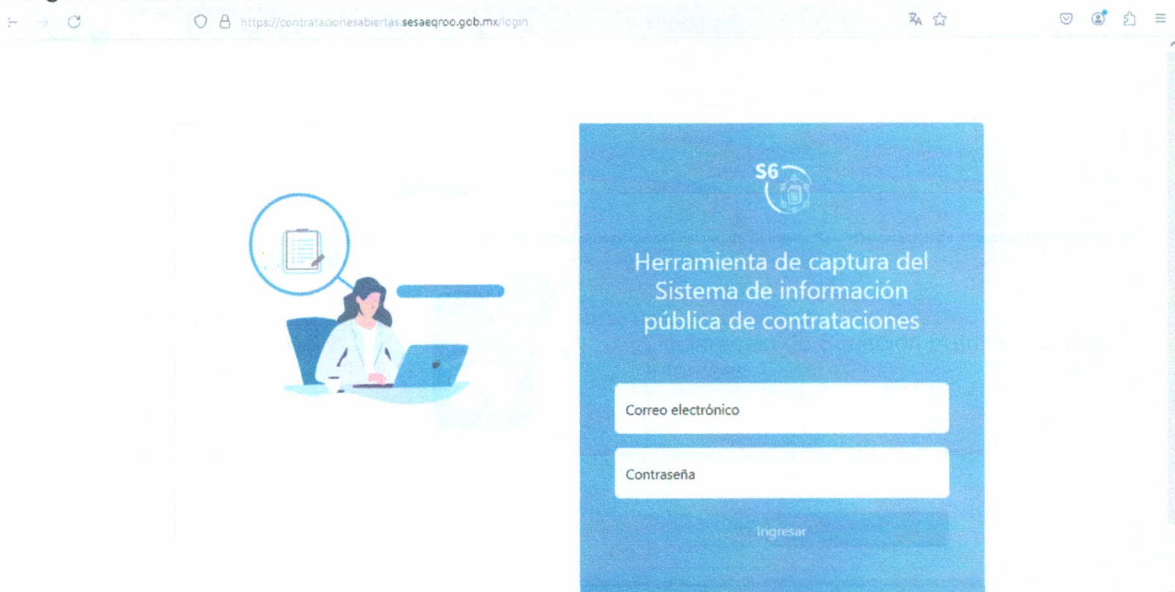 https://contratacionesabiertas.sesaeqroo.gob.mx/login
S6
Herramienta de captura del
Sistema de información
pública de contrataciones
Correo electrónico
Contraseña
Ingresar